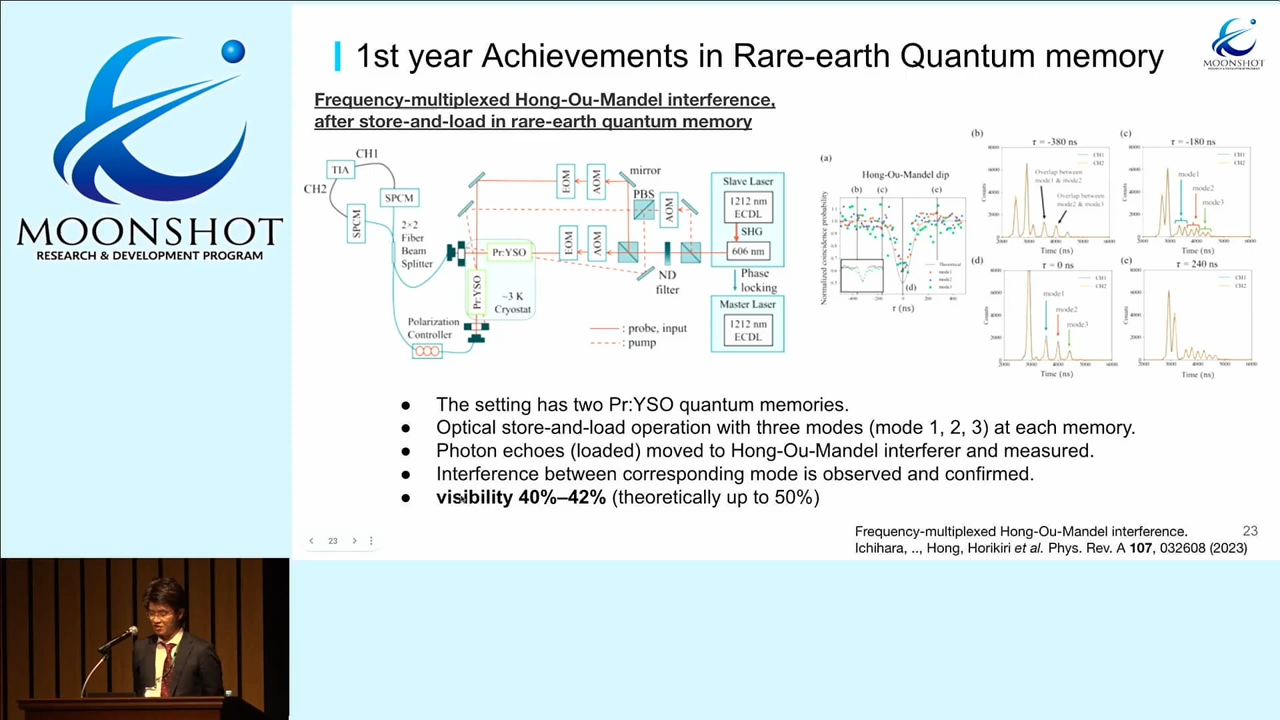 MOONSHOT
RESEARCH & DEVELOPMENT PROGRAM
1st year Achievements in Rare-earth Quantum memory
MOONSHOT
RESEARCH & DEVELOPMENT PROGRAM
Frequency-multiplexed Hong-Ou-Mandel interference,
after store-and-load in rare-earth quantum memory
CH1
TIA
CH2
SPCM
SPCM
2×2
Fiber
Beam
Splitter
Polarization
Controller
Pr:YSO
Pr:YSO
~3 K
Cryostat
EOM
AOM
EOM
AOM
mirror
PBS
AOM
ND
filter
: probe, input
: pump
Slave Laser
1212 nm
ECDL
SHG
606 nm
Phase
locking
Master Laser
1212 nm
ECDL
(a)
Hong-Ou-Mandel dip
Normalized coincidence probability
(b) (c) (e)
(d)
Theoretical
mode1
mode2
mode3
τ (ns)
(b)
τ = -380 ns
CH1
CH2
Overlap between
mode1 & mode2
Overlap between
mode2 & mode3
Counts
Time (ns)
(c)
τ = -180 ns
CH1
CH2
mode1
mode2
mode3
Counts
Time (ns)
(d)
τ = 0 ns
CH1
CH2
mode1
mode2
mode3
Counts
Time (ns)
(e)
τ = 240 ns
CH1
CH2
Counts
Time (ns)
● The setting has two Pr:YSO quantum memories.
● Optical store-and-load operation with three modes (mode 1, 2, 3) at each memory.
● Photon echoes (loaded) moved to Hong-Ou-Mandel interferer and measured.
● Interference between corresponding mode is observed and confirmed.
● visibility 40%–42% (theoretically up to 50%)
Frequency-multiplexed Hong-Ou-Mandel interference.
Ichihara, .., Hong, Horikiri et al. Phys. Rev. A 107, 032608 (2023)
23
23